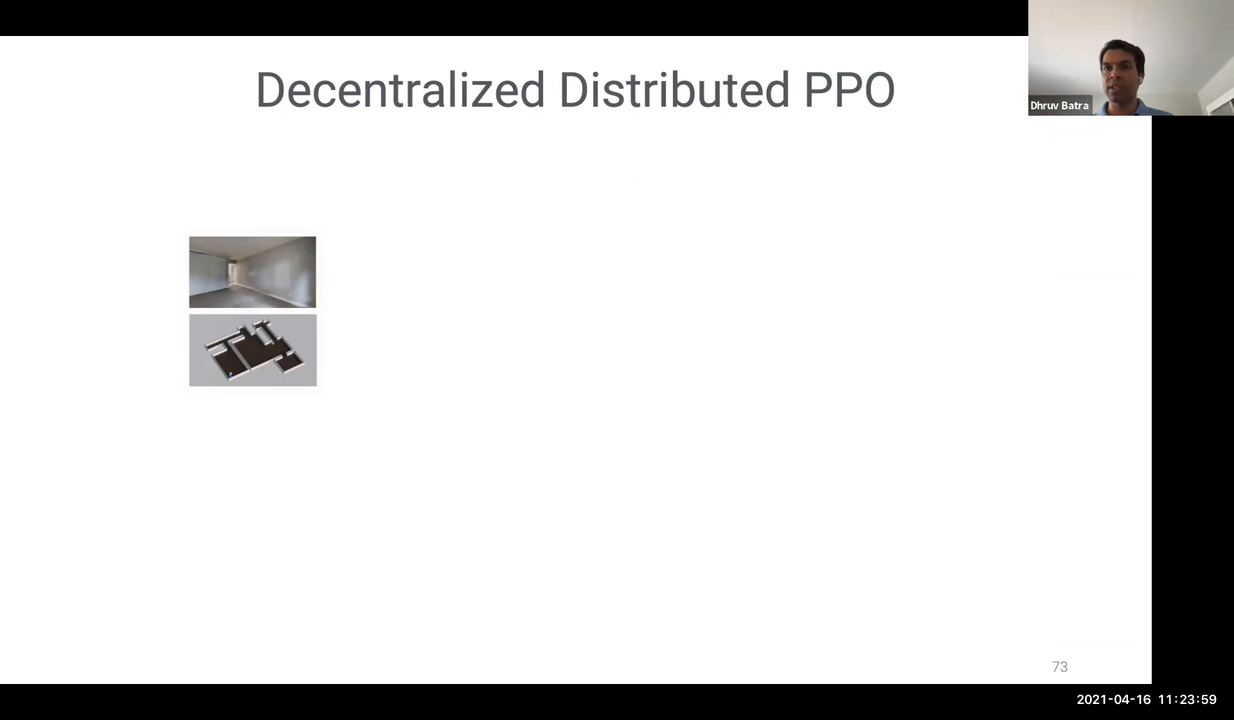 Decentralized Distributed PPO
Dhruv Batra
73
2021-04-16 11:23:59